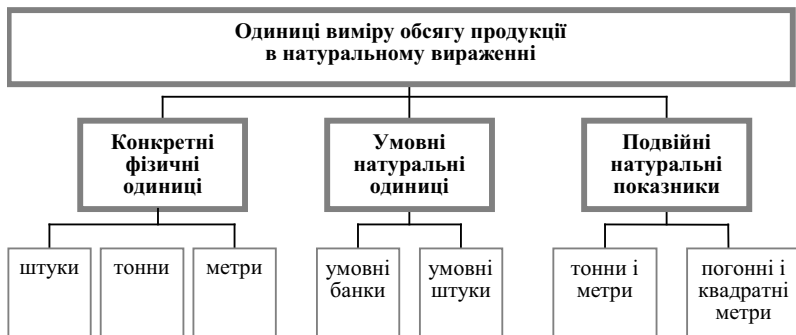 Одиниці виміру обсягу продукції
в натуральному вираженні
Конкретні
фізичні
одиниці
Умовні
натуральні
одиниці
Подвійні
натуральні
показники
штуки
тонни
метри
умовні
банки
умовні
штуки
тонни і
метри
погонні і
квадратні
метри